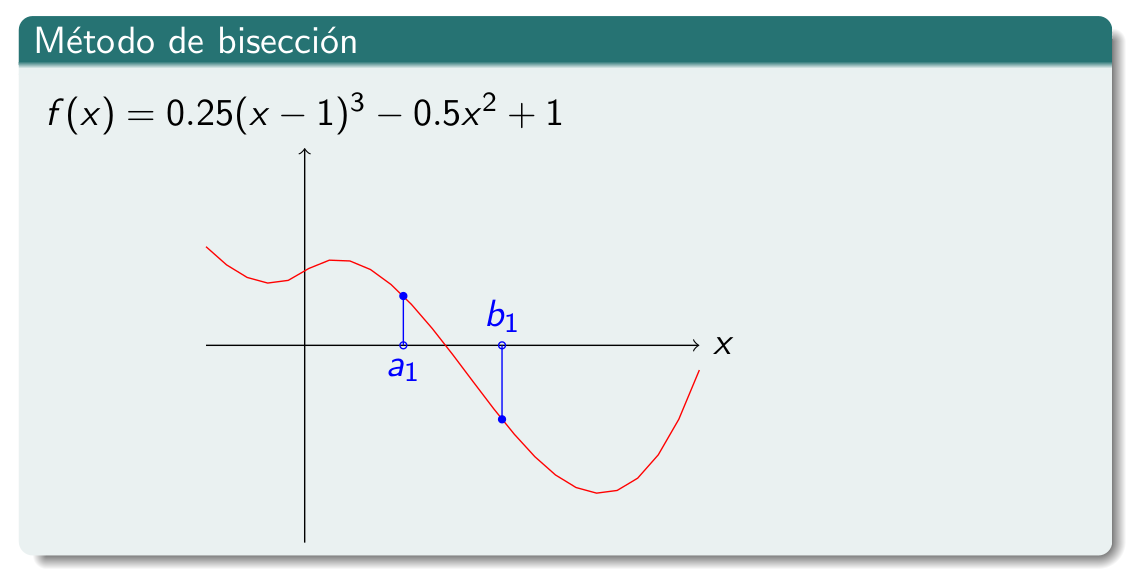 Método de bisección
f(x) = 0.25(x − 1)³ − 0.5x² + 1
b₁
x
a₁